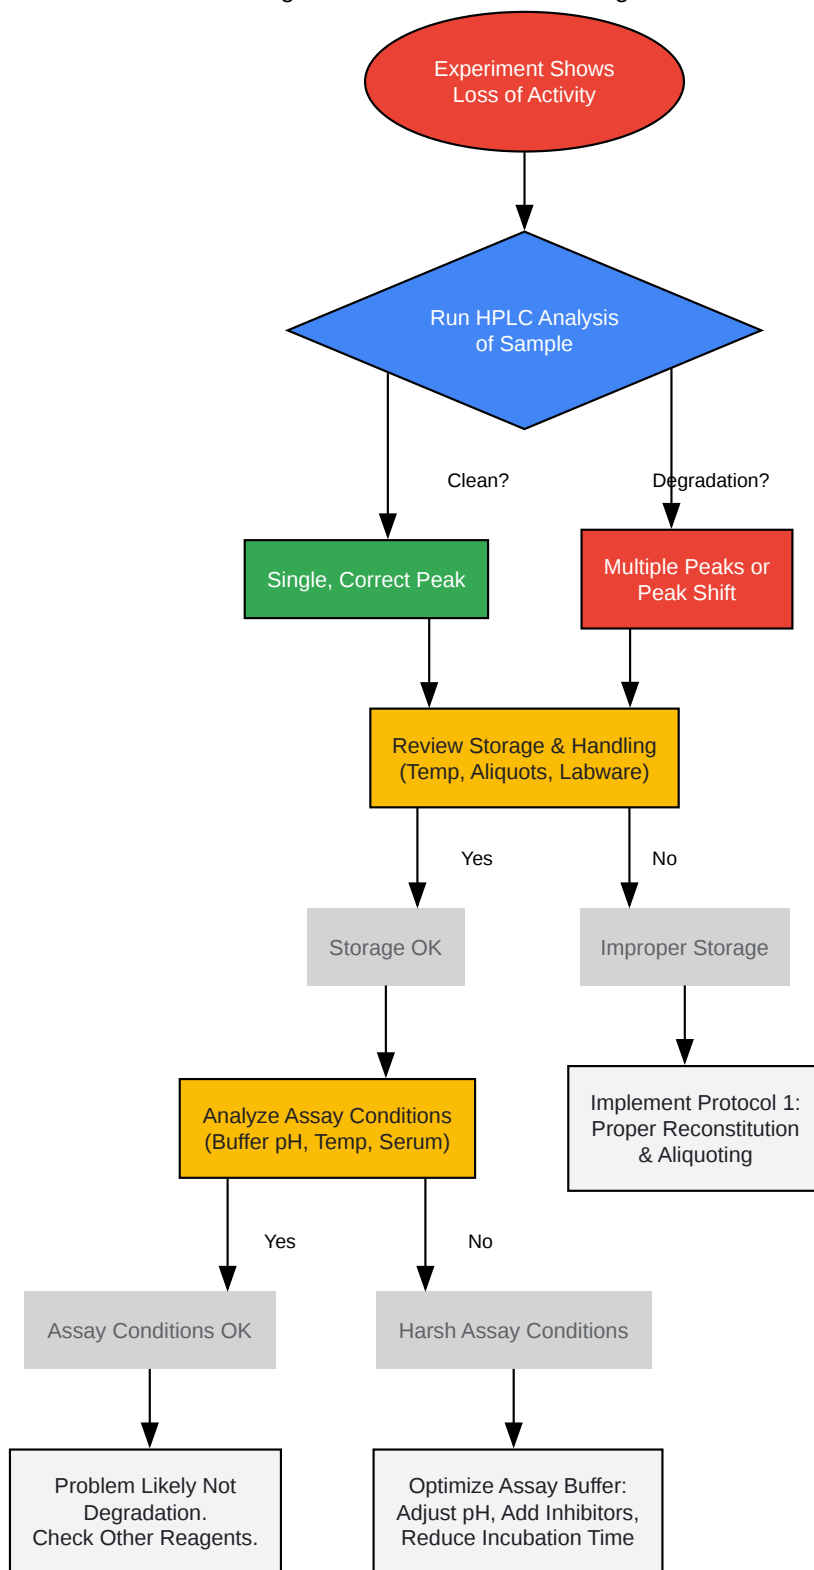 Experiment Shows
Loss of Activity
Run HPLC Analysis
of Sample
Clean?
Degradation?
Single, Correct Peak
Multiple Peaks or
Peak Shift
Review Storage & Handling
(Temp, Aliquots, Labware)
Yes
No
Storage OK
Improper Storage
Analyze Assay Conditions
(Buffer pH, Temp, Serum)
Implement Protocol 1:
Proper Reconstitution
& Aliquoting
Yes
No
Assay Conditions OK
Harsh Assay Conditions
Problem Likely Not
Degradation.
Check Other Reagents.
Optimize Assay Buffer:
Adjust pH, Add Inhibitors,
Reduce Incubation Time